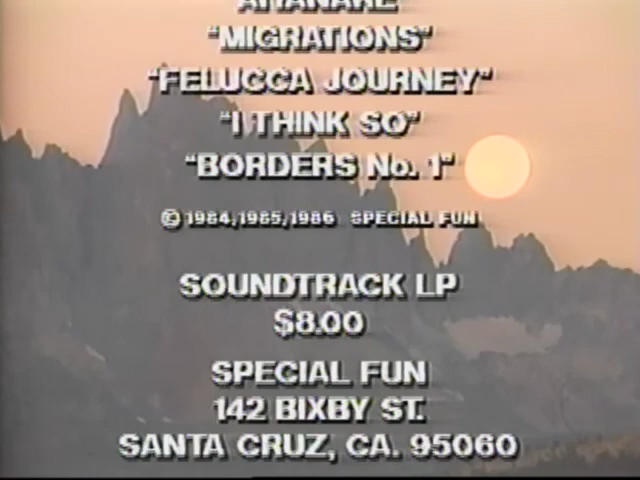 "MIGRATIONS"
"FELUCCA JOURNEY"
"I THINK SO"
"BORDERS No. 1"
© 1984, 1985, 1986 SPECIAL FUN
SOUNDTRACK LP
$8.00
SPECIAL FUN
142 BIXBY ST.
SANTA CRUZ, CA. 95060